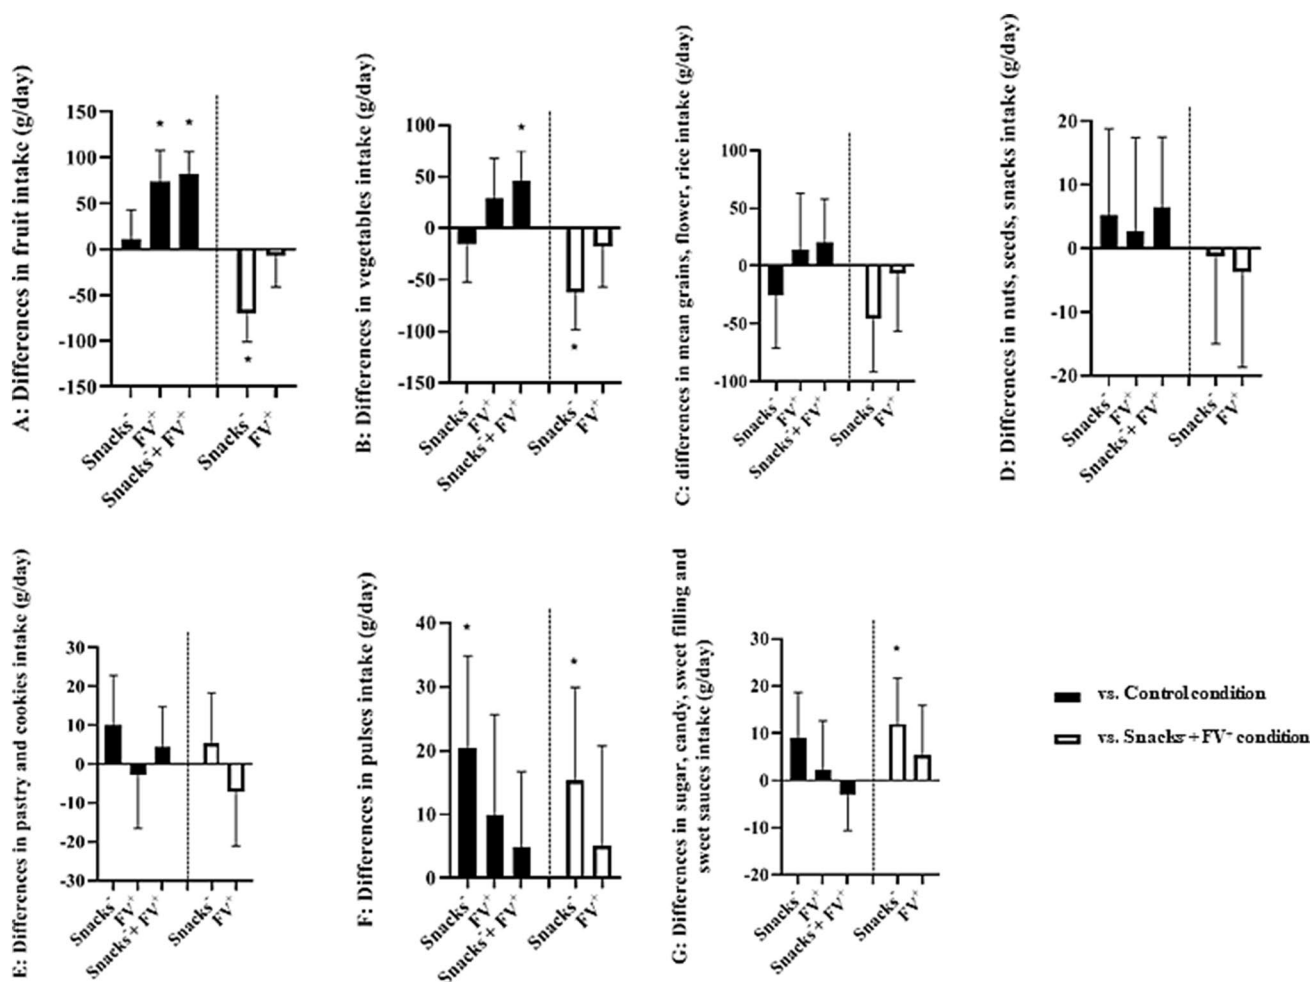 A: Differences in fruit intake (g/day)
150
100
50
0
-50
-100
-150
*
*
*
Snacks⁻
FV⁺
Snacks⁻+ FV⁺
Snacks⁻
FV⁺
B: Differences in vegetables intake (g/day)
100
50
0
-50
-100
-150
*
*
Snacks⁻
FV⁺
Snacks⁻+ FV⁺
Snacks⁻
FV⁺
C: differences in mean grains, flower, rice intake (g/day)
100
50
0
-50
-100
Snacks⁻
FV⁺
Snacks⁻+ FV⁺
Snacks⁻
FV⁺
D: Differences in nuts, seeds, snacks intake (g/day)
20
10
0
-10
-20
Snacks⁻
FV⁺
Snacks⁻+ FV⁺
Snacks⁻
FV⁺
E: Differences in pastry and cookies intake (g/day)
30
20
10
0
-10
-20
-30
Snacks⁻
FV⁺
Snacks⁻+ FV⁺
Snacks⁻
FV⁺
F: Differences in pulses intake (g/day)
40
30
20
10
0
*
*
Snacks⁻
FV⁺
Snacks⁻+ FV⁺
Snacks⁻
FV⁺
G: Differences in sugar, candy, sweet filling and
sweet sauces intake (g/day)
30
20
10
0
-10
-20
*
Snacks⁻
FV⁺
Snacks⁻+ FV⁺
Snacks⁻
FV⁺
vs. Control condition
vs. Snacks⁻+ FV⁺ condition